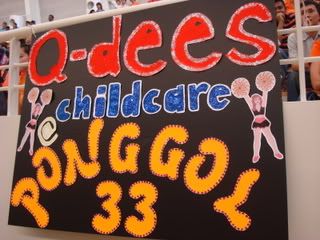 Q-dees
childcare
@
PONGGOL
33